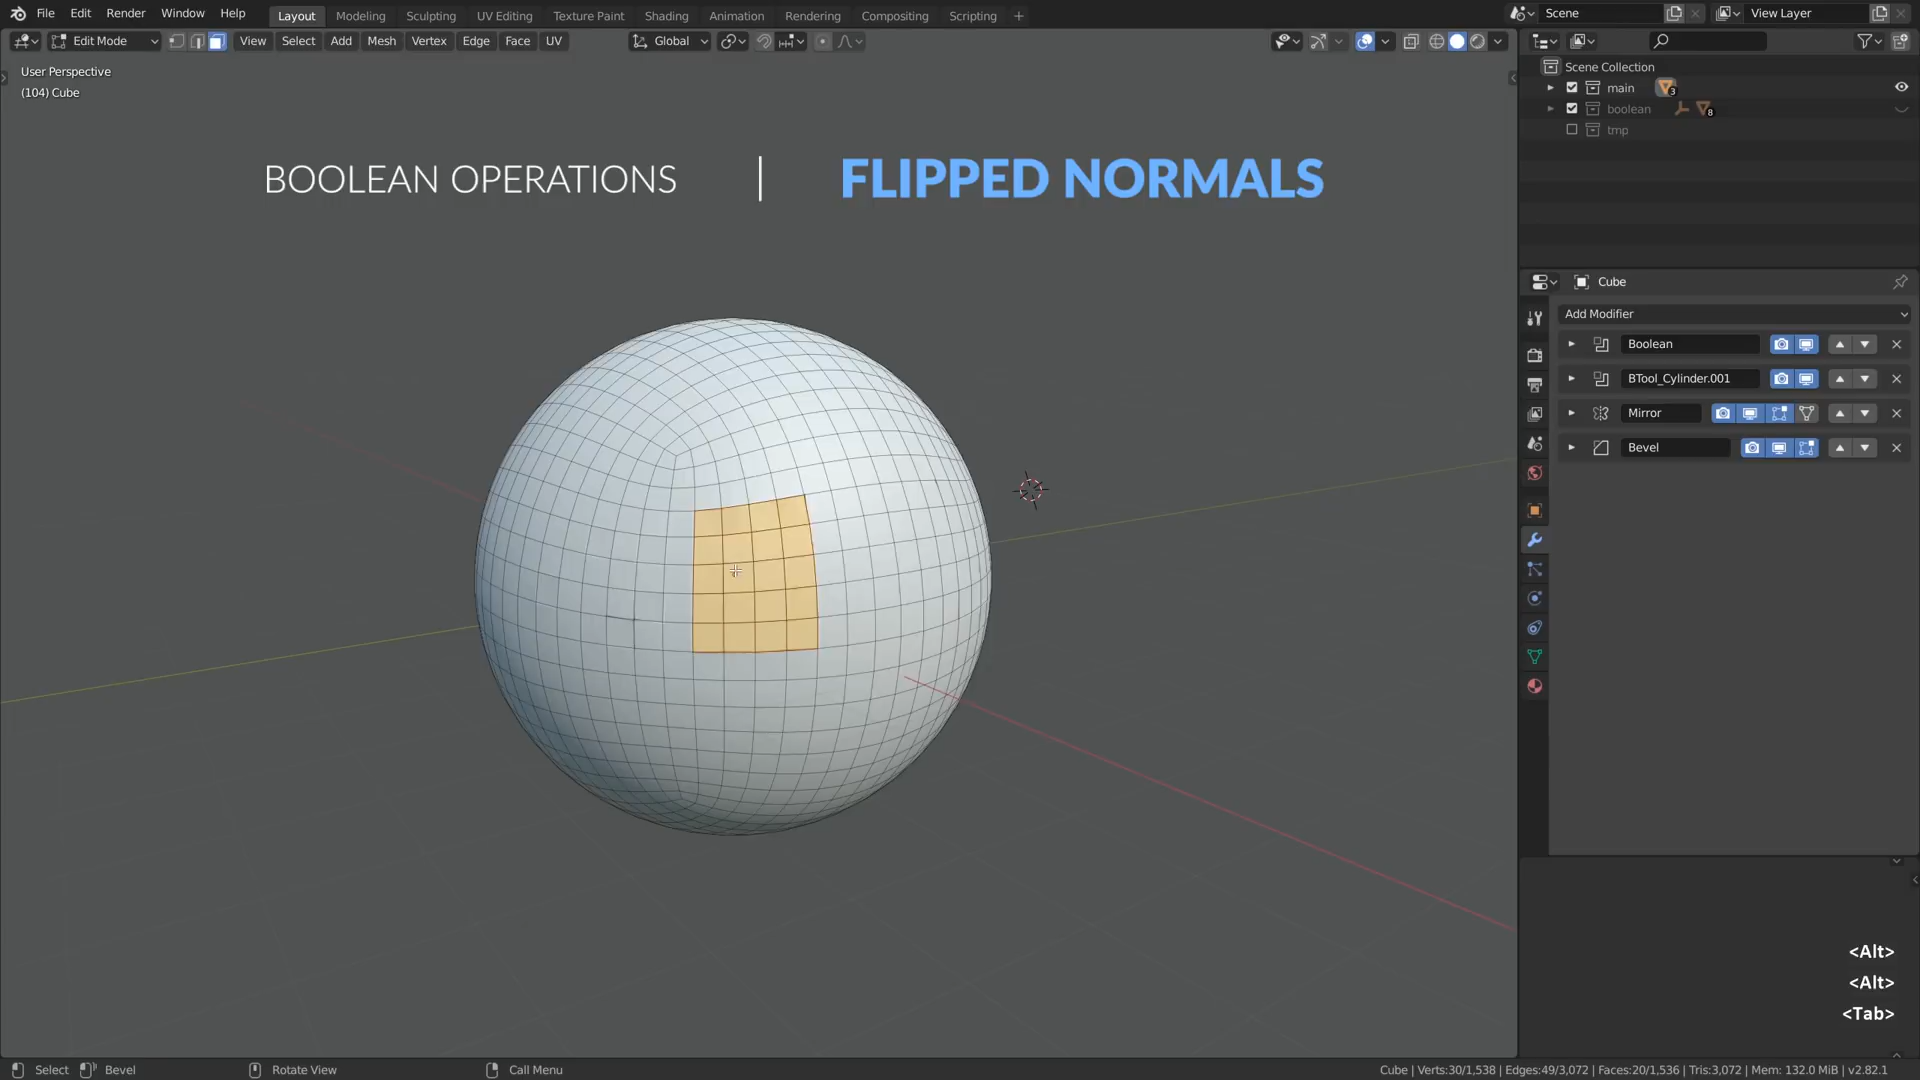 File Edit Render Window Help Layout Modeling Sculpting UV Editing Texture Paint Shading Animation Rendering Compositing Scripting + Scene View Layer
Edit Mode View Select Add Mesh Vertex Edge Face UV Global
User Perspective
(104) Cube
BOOLEAN OPERATIONS | FLIPPED NORMALS
Scene Collection
main 3
boolean 8
tmp
Cube
Add Modifier
Boolean
BTool_Cylinder.001
Mirror
Bevel
<Alt>
<Alt>
<Tab>
Select Bevel Rotate View Call Menu Cube | Verts:30/1,538 | Edges:49/3,072 | Faces:20/1,536 | Tris:3,072 | Mem: 132.0 MiB | v2.82.1